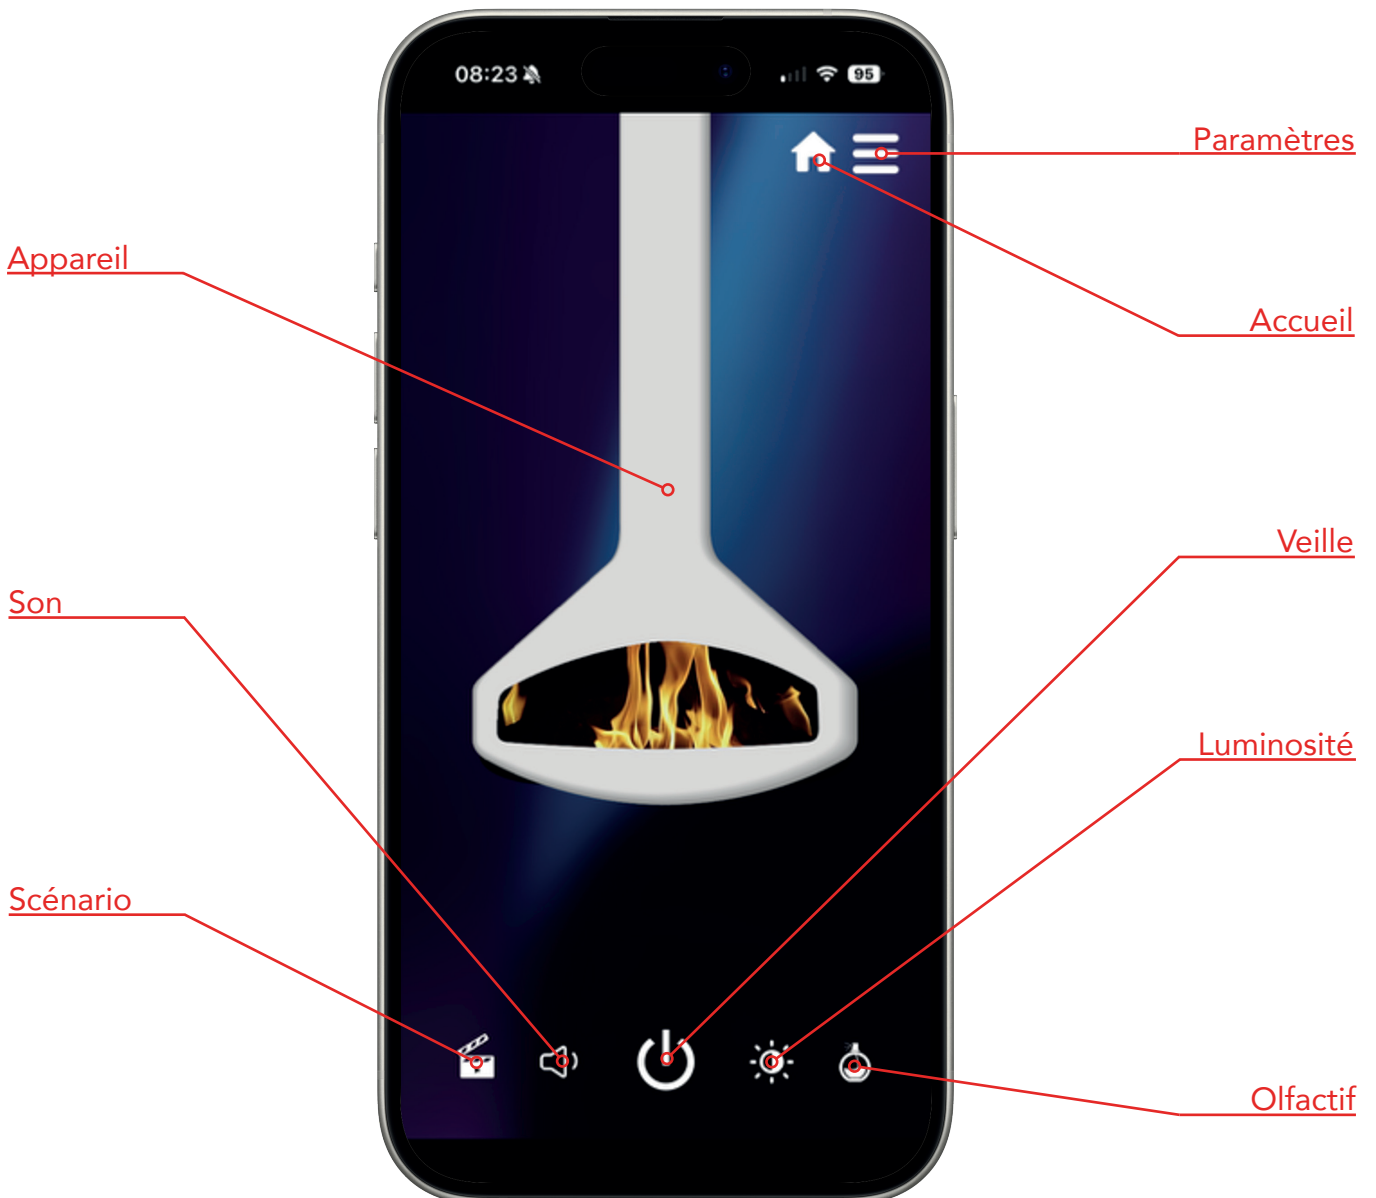 08:23
95
Paramètres
Appareil
Accueil
Veille
Son
Luminosité
Scénario
Olfactif